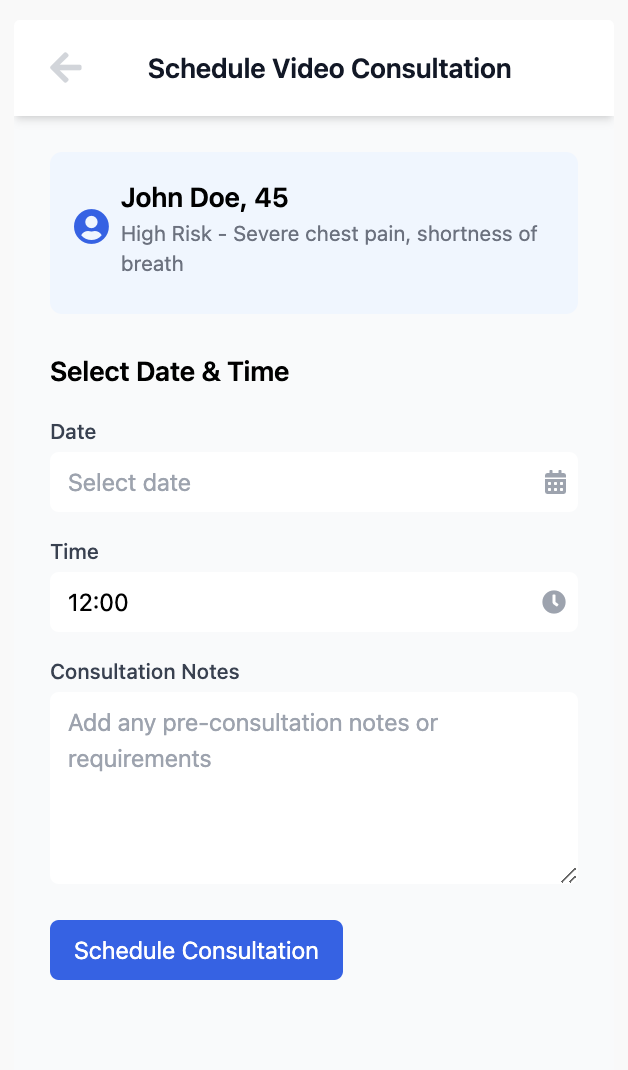 Schedule Video Consultation
John Doe, 45
High Risk - Severe chest pain, shortness of
breath
Select Date & Time
Date
Select date
Time
12:00
Consultation Notes
Add any pre-consultation notes or
requirements
Schedule Consultation